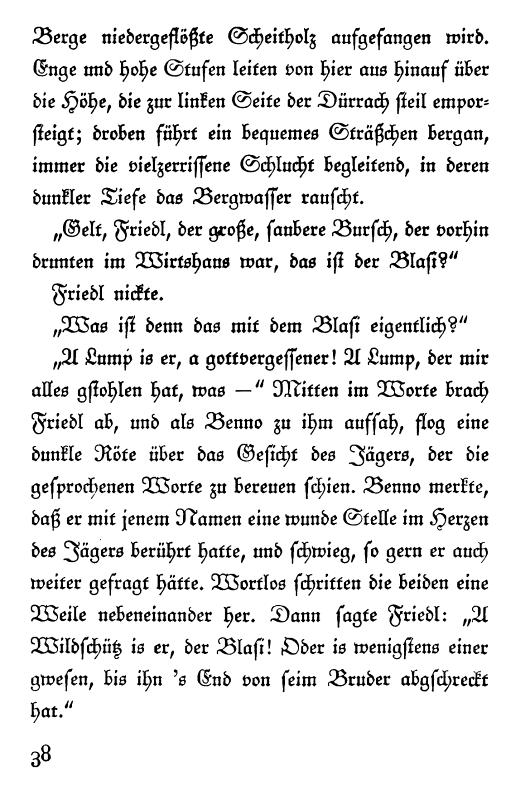 Berge niedergeflößte Scheitholz aufgefangen wird.
Enge und hohe Stufen leiten von hier aus hinauf über
die Höhe, die zur linken Seite der Dürrach steil empor-
steigt; droben führt ein bequemes Sträßchen bergan,
immer die vielzerrissene Schlucht begleitend, in deren
dunkler Tiefe das Bergwasser rauscht.
„Gelt, Friedl, der große, saubere Bursch, der vorhin
drunten im Wirtshaus war, das ist der Blasi?“
Friedl nickte.
„Was ist denn das mit dem Blasi eigentlich?“
„A Lump is er, a gottvergessener! A Lump, der mir
alles gstohlen hat, was —“ Mitten im Worte brach
Friedl ab, und als Benno zu ihm aufsah, flog eine
dunkle Röte über das Gesicht des Jägers, der die
gesprochenen Worte zu bereuen schien. Benno merkte,
daß er mit jenem Namen eine wunde Stelle im Herzen
des Jägers berührt hatte, und schwieg, so gern er auch
weiter gefragt hätte. Wortlos schritten die beiden eine
Weile nebeneinander her. Dann sagte Friedl: „A
Wildschütz is er, der Blasi! Oder is wenigstens einer
gwesen, bis ihn 's End von seim Bruder abgschreckt
hat.“
38